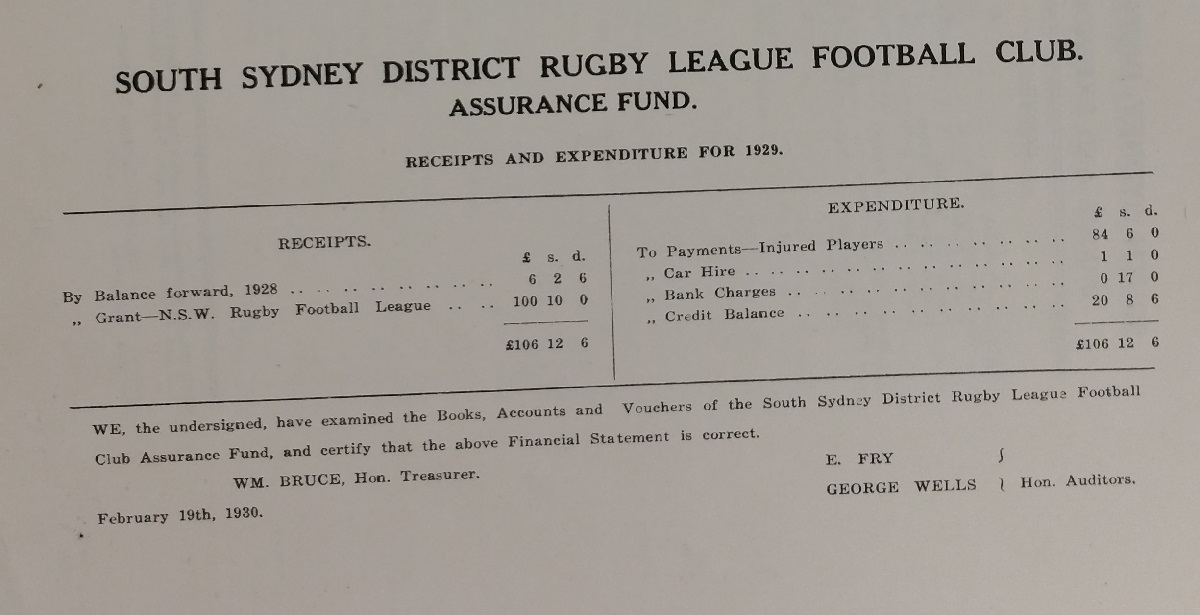 SOUTH SYDNEY DISTRICT RUGBY LEAGUE FOOTBALL CLUB.
ASSURANCE FUND.
RECEIPTS AND EXPENDITURE FOR 1929.
RECEIPTS.
£ s. d.
By Balance forward, 1928 .. .. .. .. .. .. .. .. 6 2 6
„ Grant—N.S.W. Rugby Football League .. .. 100 10 0
£106 12 6
EXPENDITURE.
£ s. d.
To Payments—Injured Players .. .. .. .. .. .. .. 84 6 0
„ Car Hire .. .. .. .. .. .. .. .. .. .. .. .. 1 1 0
„ Bank Charges .. .. .. .. .. .. .. .. .. .. 0 17 0
„ Credit Balance .. .. .. .. .. .. .. .. .. .. 20 8 6
£106 12 6
WE, the undersigned, have examined the Books, Accounts and Vouchers of the South Sydney District Rugby League Football
Club Assurance Fund, and certify that the above Financial Statement is correct.
WM. BRUCE, Hon. Treasurer.
E. FRY
GEORGE WELLS } Hon. Auditors.
February 19th, 1930.